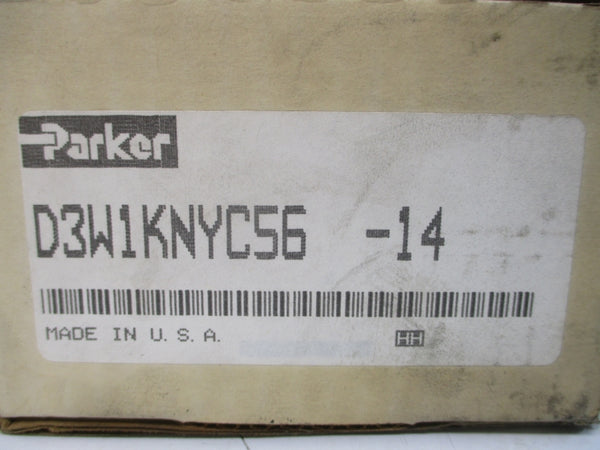 Parker
D3W1KNYC56 -14
MADE IN U.S.A.
HH